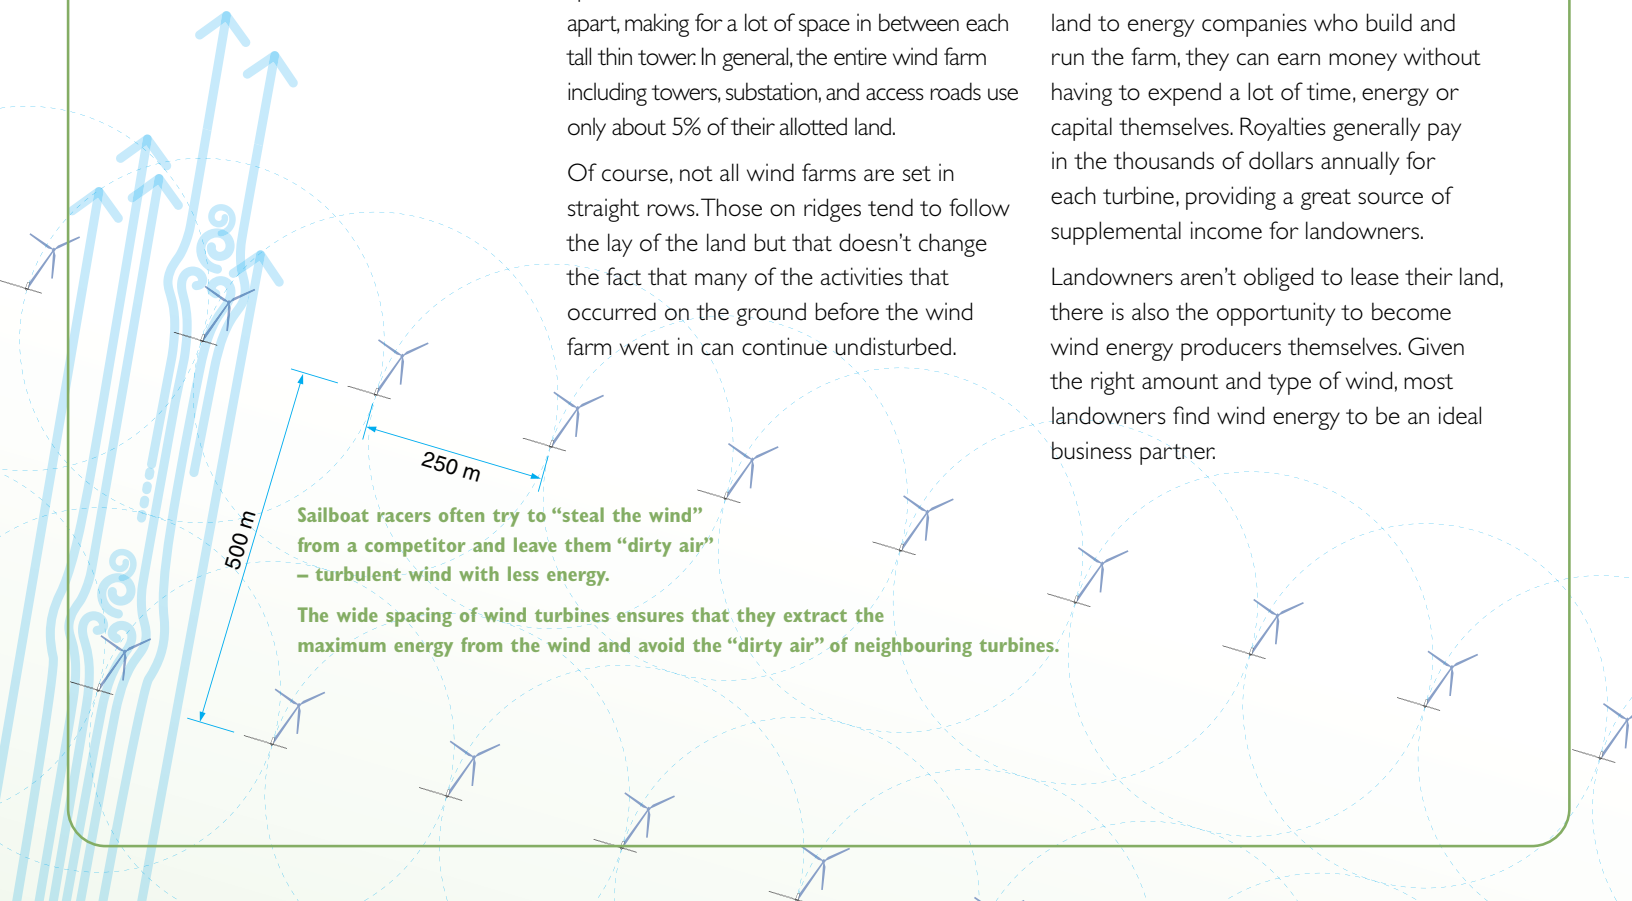 apart, making for a lot of space in between each
tall thin tower. In general, the entire wind farm
including towers, substation, and access roads use
only about 5% of their allotted land.
Of course, not all wind farms are set in
straight rows. Those on ridges tend to follow
the lay of the land but that doesn’t change
the fact that many of the activities that
occurred on the ground before the wind
farm went in can continue undisturbed.
land to energy companies who build and
run the farm, they can earn money without
having to expend a lot of time, energy or
capital themselves. Royalties generally pay
in the thousands of dollars annually for
each turbine, providing a great source of
supplemental income for landowners.
Landowners aren’t obliged to lease their land,
there is also the opportunity to become
wind energy producers themselves. Given
the right amount and type of wind, most
landowners find wind energy to be an ideal
business partner.
250 m
500 m
Sailboat racers often try to “steal the wind”
from a competitor and leave them “dirty air”
– turbulent wind with less energy.
The wide spacing of wind turbines ensures that they extract the
maximum energy from the wind and avoid the “dirty air” of neighbouring turbines.